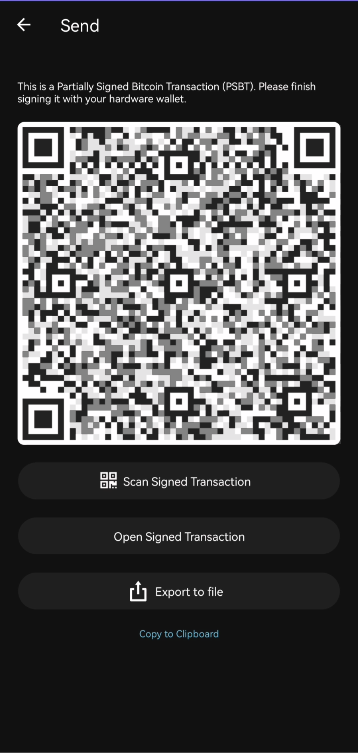 Send
This is a Partially Signed Bitcoin Transaction (PSBT). Please finish
signing it with your hardware wallet.
Scan Signed Transaction
Open Signed Transaction
Export to file
Copy to Clipboard